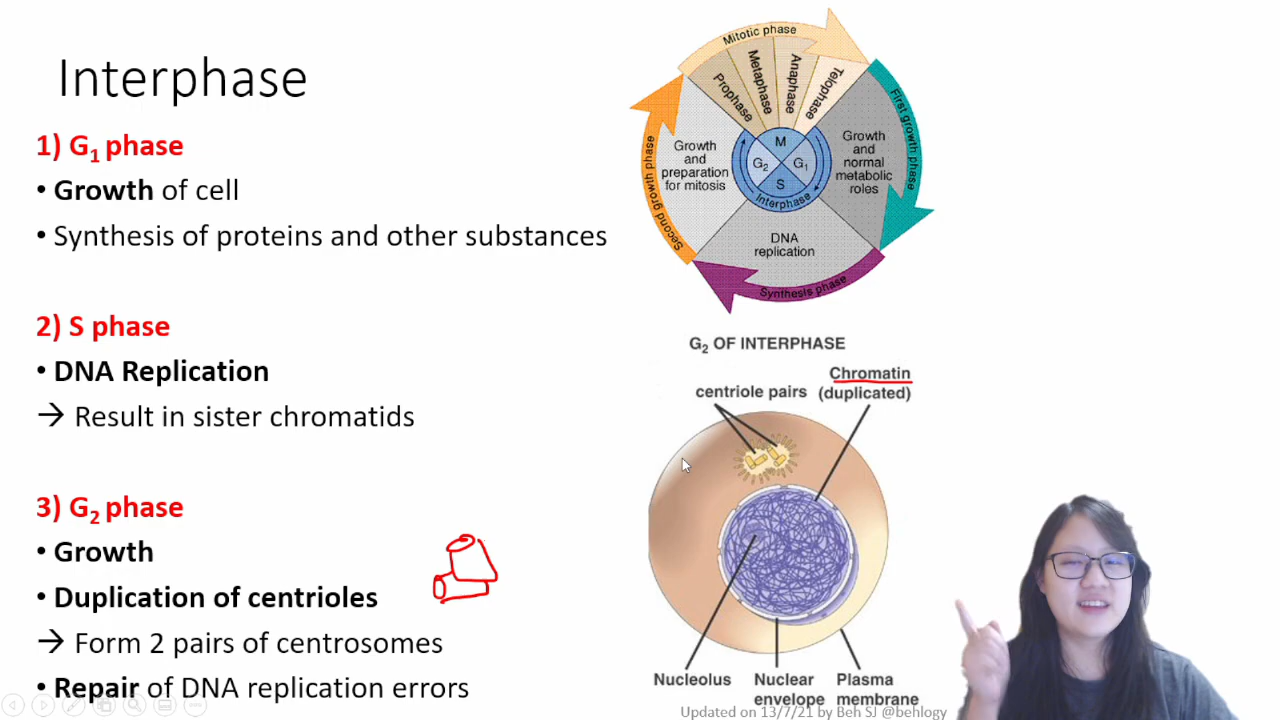 Interphase
1) G₁ phase
• Growth of cell
• Synthesis of proteins and other substances
2) S phase
• DNA Replication
→ Result in sister chromatids
3) G₂ phase
• Growth
• Duplication of centrioles
→ Form 2 pairs of centrosomes
• Repair of DNA replication errors
Mitotic phase
Prophase
Metaphase
Anaphase
Telophase
First growth phase
Second growth phase
Synthesis phase
Growth
and
preparation
for mitosis
Growth
and
normal
metabolic
roles
DNA
replication
M
G₂
G₁
S
Interphase
G₂ OF INTERPHASE
centriole pairs
Chromatin
(duplicated)
Nucleolus
Nuclear
envelope
Plasma
membrane
Updated on 13/7/21 by Beh SJ @behlogy